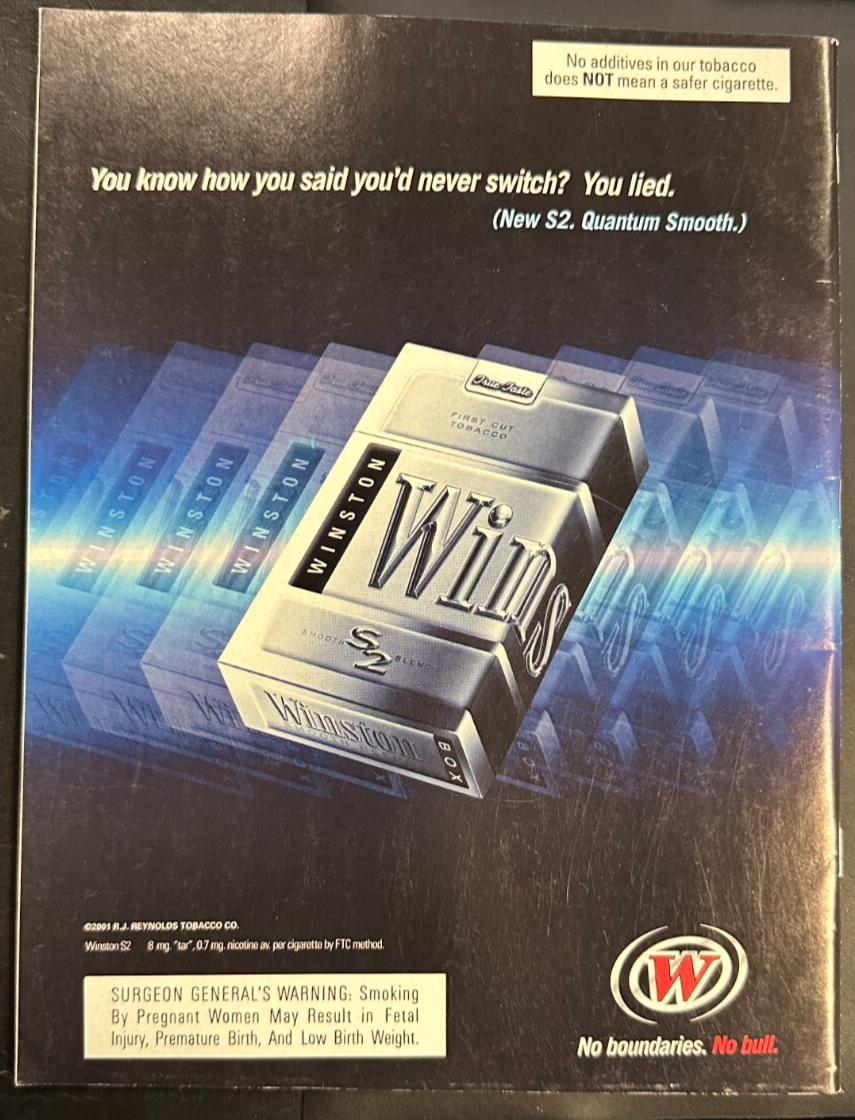 No additives in our tobacco
does NOT mean a safer cigarette.
You know how you said you'd never switch? You lied.
(New S2. Quantum Smooth.)
True Taste
FIRST CUT
TOBACCO
WINSTON
WINSTON
WINSTON
WINSTON
Wins
SMOOTH S2 BLEND
Winston
BOX
©2001 R.J. REYNOLDS TOBACCO CO.
Winston S2 8 mg. "tar", 0.7 mg. nicotine av. per cigarette by FTC method.
SURGEON GENERAL'S WARNING: Smoking
By Pregnant Women May Result in Fetal
Injury, Premature Birth, And Low Birth Weight.
W
No boundaries. No bull.